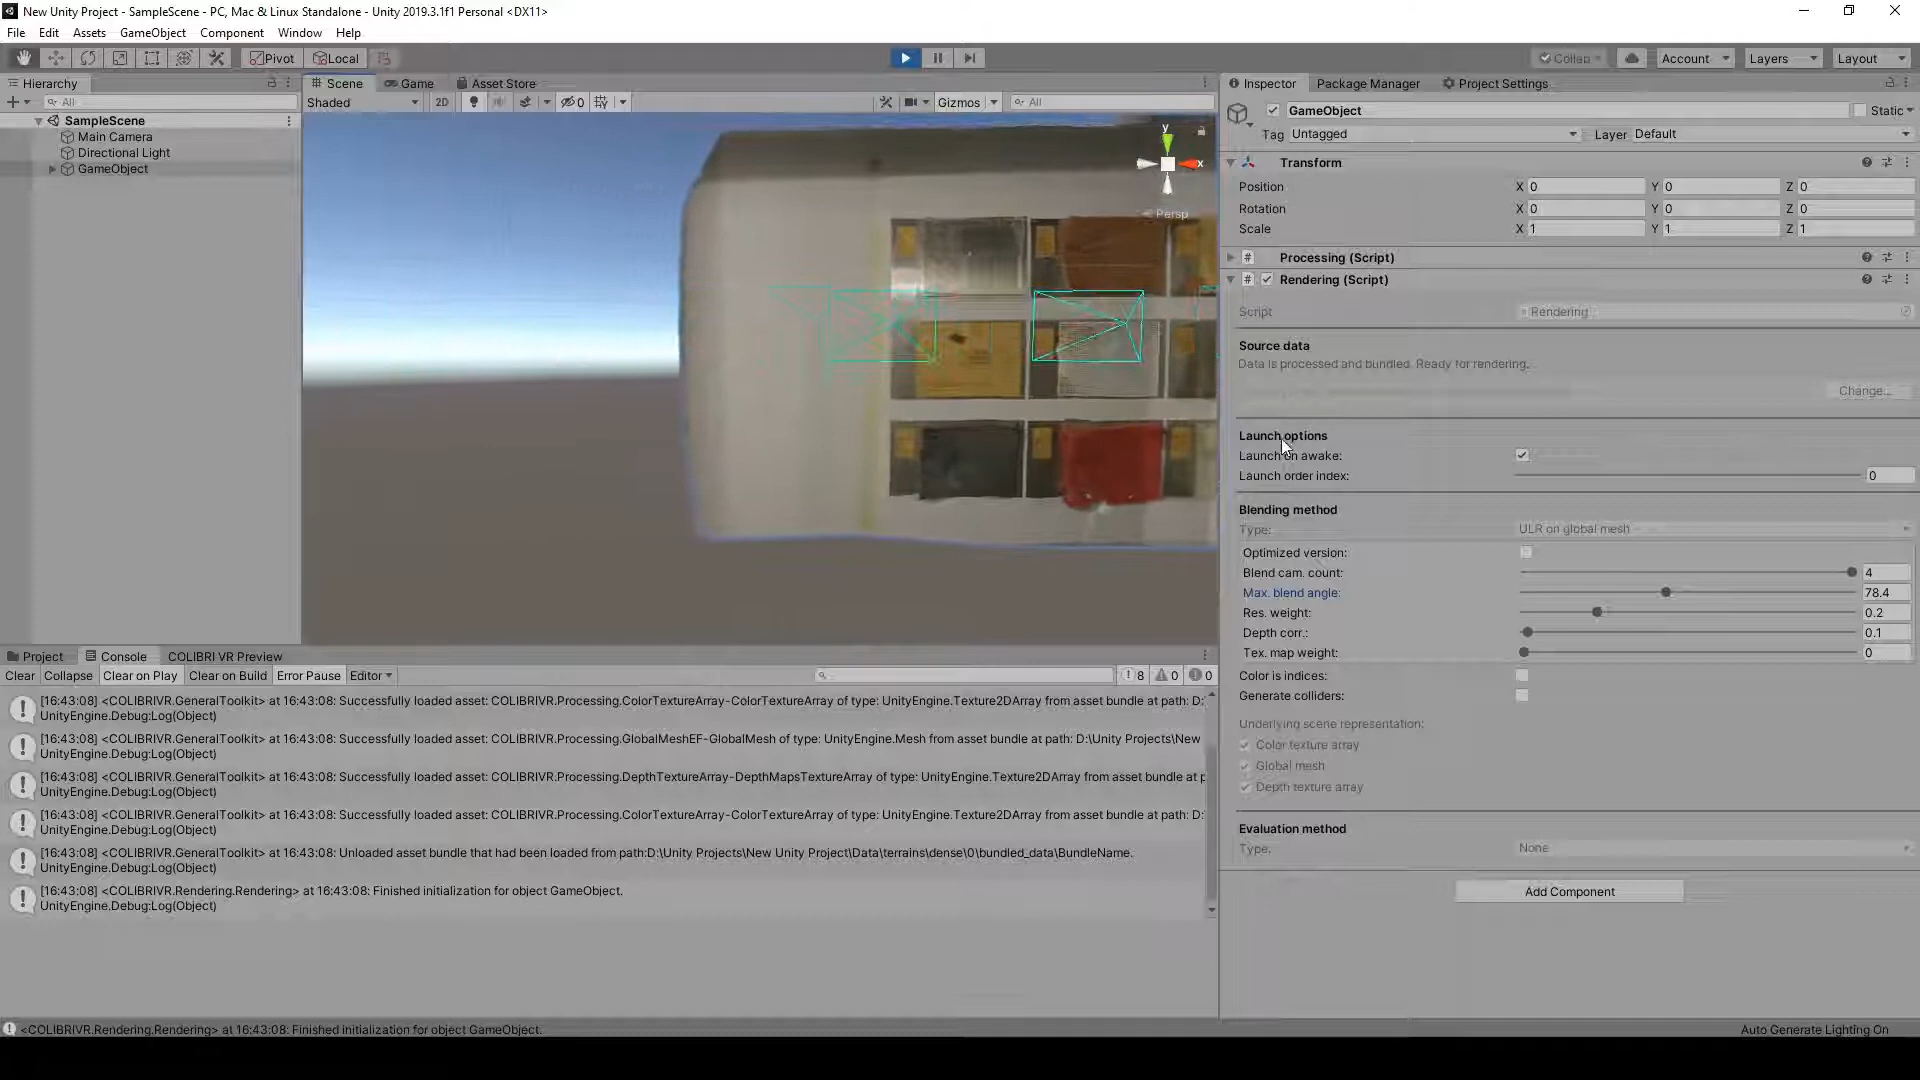 New Unity Project - SampleScene - PC, Mac & Linux Standalone - Unity 2019.3.1f1 Personal <DX11>
File Edit Assets GameObject Component Window Help
Pivot Local Collab Account Layers Layout
Hierarchy
All
SampleScene
Main Camera
Directional Light
GameObject
Scene Game Asset Store
Shaded 2D 0 Gizmos All
y
x
Persp
Inspector Package Manager Project Settings
GameObject Static
Tag Untagged Layer Default
Transform
Position X 0 Y 0 Z 0
Rotation X 0 Y 0 Z 0
Scale X 1 Y 1 Z 1
# Processing (Script)
# Rendering (Script)
Script Rendering
Source data
Data is processed and bundled. Ready for rendering.
Change...
Launch options
Launch on awake:
Launch order index: 0
Blending method
Type: ULR on global mesh
Optimized version:
Blend cam. count: 4
Max. blend angle: 78.4
Res. weight: 0.2
Depth corr.: 0.1
Tex. map weight: 0
Color is indices:
Generate colliders:
Underlying scene representation:
Color texture array
Global mesh
Depth texture array
Evaluation method
Type: None
Add Component
Project Console COLIBRI VR Preview
Clear Collapse Clear on Play Clear on Build Error Pause Editor 8 0 0
[16:43:08] <COLIBRIVR.GeneralToolkit> at 16:43:08: Successfully loaded asset: COLIBRIVR.Processing.ColorTextureArray-ColorTextureArray of type: UnityEngine.Texture2DArray from asset bundle at path: D:
UnityEngine.Debug:Log(Object)
[16:43:08] <COLIBRIVR.GeneralToolkit> at 16:43:08: Successfully loaded asset: COLIBRIVR.Processing.GlobalMeshEF-GlobalMesh of type: UnityEngine.Mesh from asset bundle at path: D:\Unity Projects\New
UnityEngine.Debug:Log(Object)
[16:43:08] <COLIBRIVR.GeneralToolkit> at 16:43:08: Successfully loaded asset: COLIBRIVR.Processing.DepthTextureArray-DepthMapsTextureArray of type: UnityEngine.Texture2DArray from asset bundle at p
UnityEngine.Debug:Log(Object)
[16:43:08] <COLIBRIVR.GeneralToolkit> at 16:43:08: Successfully loaded asset: COLIBRIVR.Processing.ColorTextureArray-ColorTextureArray of type: UnityEngine.Texture2DArray from asset bundle at path: D:
UnityEngine.Debug:Log(Object)
[16:43:08] <COLIBRIVR.GeneralToolkit> at 16:43:08: Unloaded asset bundle that had been loaded from path:D:\Unity Projects\New Unity Project\Data\terrains\dense\0\bundled_data\BundleName.
UnityEngine.Debug:Log(Object)
[16:43:08] <COLIBRIVR.Rendering.Rendering> at 16:43:08: Finished initialization for object GameObject.
UnityEngine.Debug:Log(Object)
<COLIBRIVR.Rendering.Rendering> at 16:43:08: Finished initialization for object GameObject.
Auto Generate Lighting On